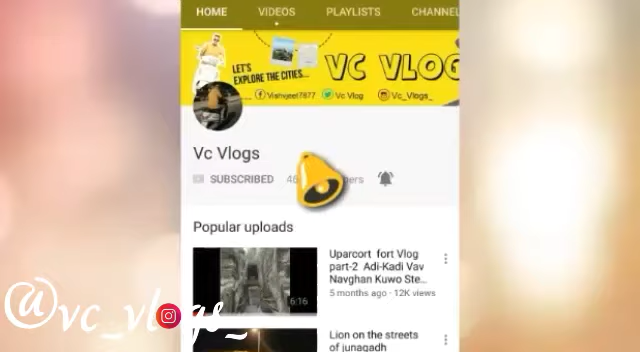 HOME VIDEOS PLAYLISTS CHANNEL
LET'S
EXPLORE THE CITIES...
VC VLOG
Vishvjeet7877 Vc Vlog Vc_Vlogs_
Vc Vlogs
SUBSCRIBED
Popular uploads
Uparcort fort Vlog
part-2 Adi-Kadi Vav
Navghan Kuwo Ste...
5 months ago · 12K views
6:16
Lion on the streets
of junagadh
@vc_vlogs_